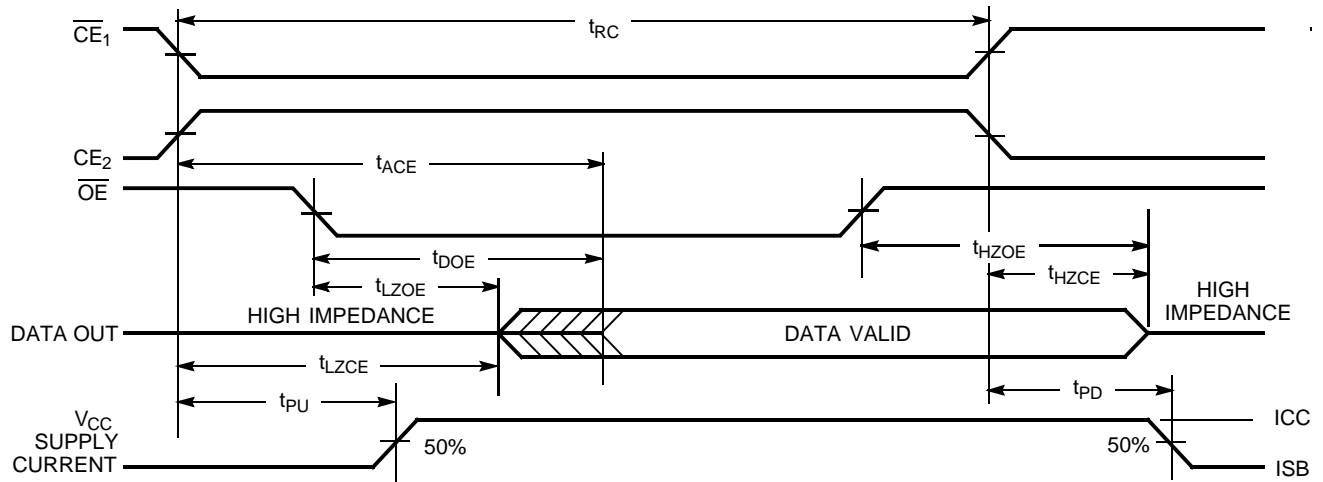 CE1
tRC
CE2
tACE
OE
tHZOE
tDOE
tHZCE
tLZOE
HIGH
IMPEDANCE
HIGH IMPEDANCE
DATA OUT
DATA VALID
tLZCE
tPU
tPD
VCC
SUPPLY
CURRENT
50%
50%
ICC
ISB